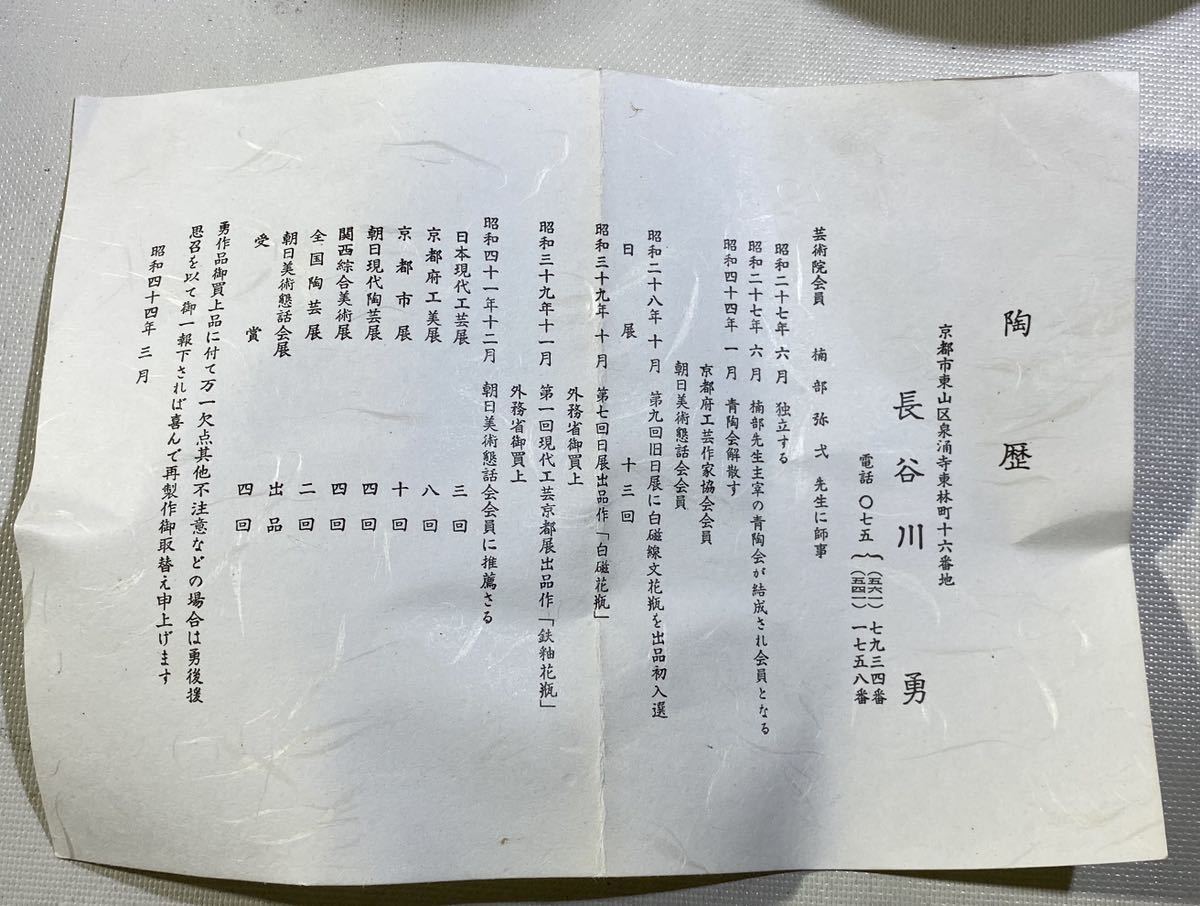 陶歴
京都市東山区泉涌寺東林町十六番地
長谷川勇
電話 〇七五 (五六一)七九三四番
(五四一)一七五八番
芸術院会員 楠部弥弌先生に師事
昭和二十七年六月 独立する
昭和二十七年六月 楠部先生主宰の青陶会が結成され会員となる
昭和四十四年一月 青陶会解散す
京都府工芸作家協会会員
朝日美術懇話会会員
昭和二十八年十月 第九回旧日展に白磁線文花瓶を出品初入選
日展 十三回
昭和三十九年十月 第七回日展出品作「白磁花瓶」
外務省御買上
昭和三十九年十一月 第一回現代工芸京都展出品作「鉄釉花瓶」
外務省御買上
昭和四十一年十二月 朝日美術懇話会会員に推薦さる
日本現代工芸展 三回
京都府工美展 八回
京都市展 十回
朝日現代陶芸展 四回
関西綜合美術展 四回
全国陶芸展 二回
朝日美術懇話会展 出品
受賞 四回
勇作品御買上品に付て万一欠点其他不注意などの場合は勇後援
思召を以て御一報下されば喜んで再製作御取替え申上げます
昭和四十四年三月